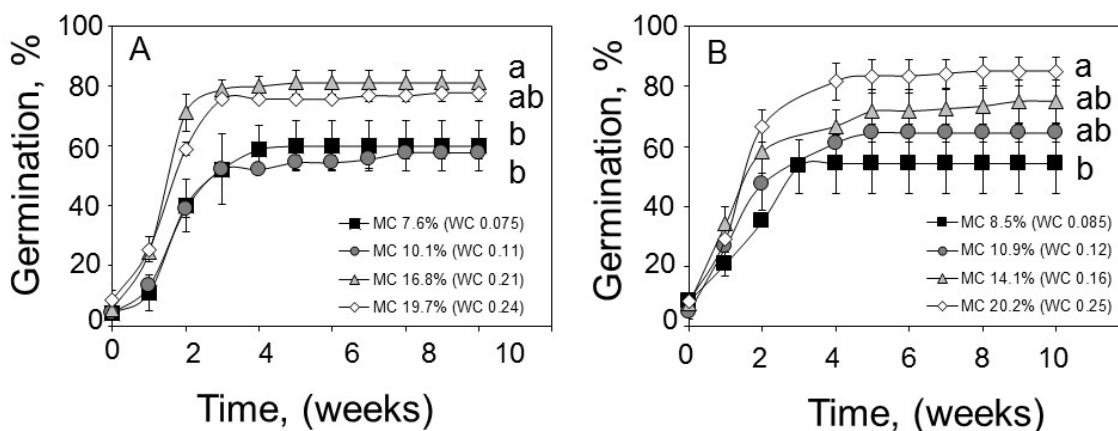 A
Germination, %
100
80
60
40
20
0
a
ab
b
b
MC 7.6% (WC 0.075)
MC 10.1% (WC 0.11)
MC 16.8% (WC 0.21)
MC 19.7% (WC 0.24)
0 2 4 6 8 10
Time, (weeks)
B
Germination, %
100
80
60
40
20
0
a
ab
ab
b
MC 8.5% (WC 0.085)
MC 10.9% (WC 0.12)
MC 14.1% (WC 0.16)
MC 20.2% (WC 0.25)
0 2 4 6 8 10
Time, (weeks)